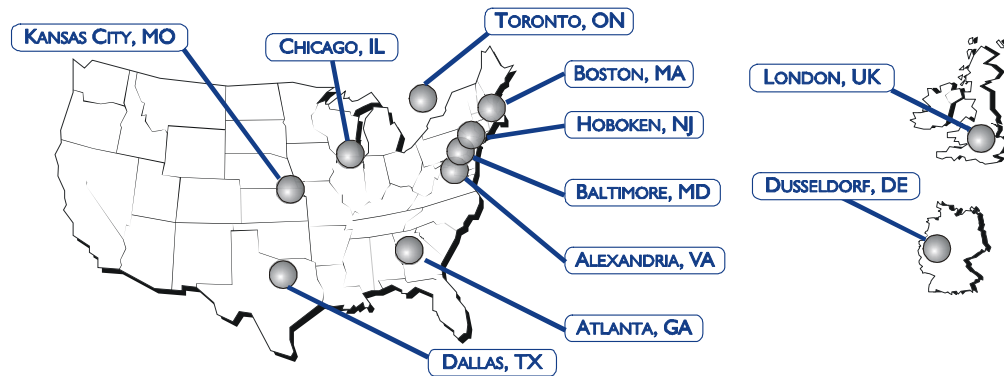 TORONTO, ON
KANSAS CITY, MO
CHICAGO, IL
BOSTON, MA
LONDON, UK
HOBOKEN, NJ
BALTIMORE, MD
DUSSELDORF, DE
ALEXANDRIA, VA
ATLANTA, GA
DALLAS, TX